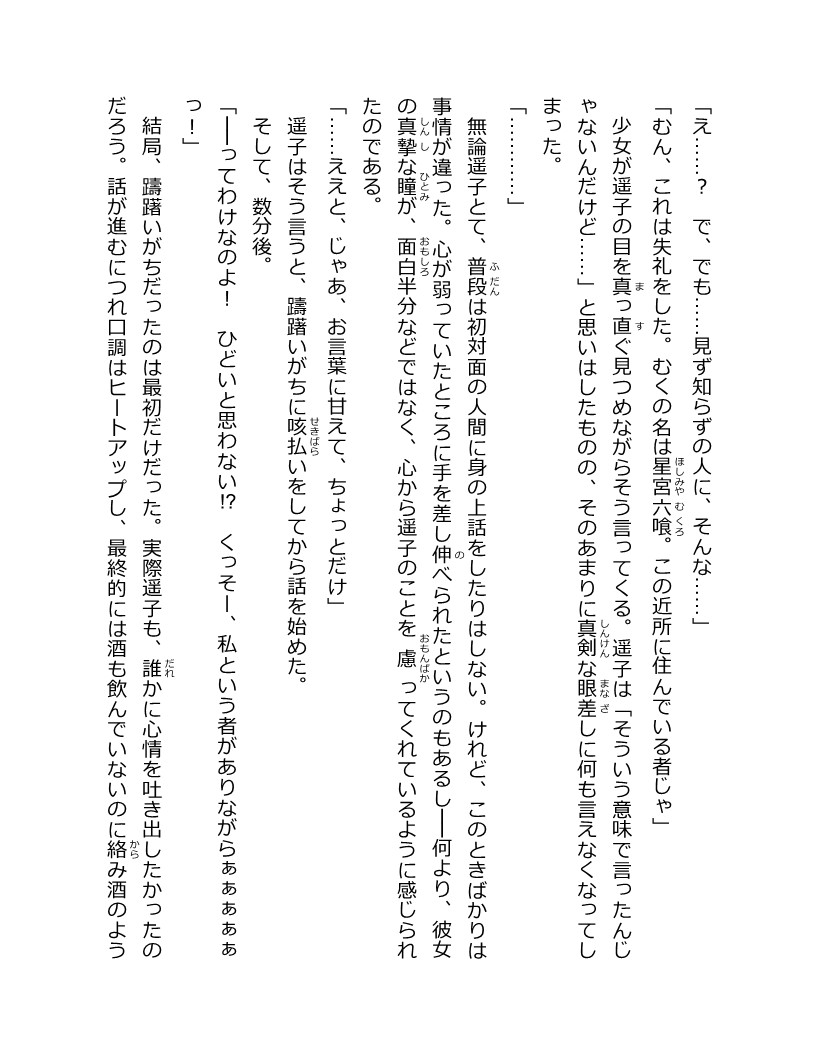 「え……？　で、でも……見ず知らずの人に、そんな……」
「むん、これは失礼をした。むくの名は星宮六喰。この近所に住んでいる者じゃ」
　少女が遥子の目を真っ直ぐ見つめながらそう言ってくる。遥子は「そういう意味で言ったんじ
ゃないんだけど……」と思いはしたものの、そのあまりに真剣な眼差しに何も言えなくなってし
まった。
「…………」
　無論遥子とて、普段は初対面の人間に身の上話をしたりはしない。けれど、このときばかりは
事情が違った。心が弱っていたところに手を差し伸べられたというのもあるし――何より、彼女
の真摯な瞳が、面白半分などではなく、心から遥子のことを慮ってくれているように感じられ
たのである。
「……ええと、じゃあ、お言葉に甘えて、ちょっとだけ」
　遥子はそう言うと、躊躇いがちに咳払いをしてから話を始めた。
　そして、数分後。
「――ってわけなのよ！　ひどいと思わない!?　くっそー、私という者がありながらぁぁぁぁぁ
っ！」
　結局、躊躇いがちだったのは最初だけだった。実際遥子も、誰かに心情を吐き出したかったの
だろう。話が進むにつれ口調はヒートアップし、最終的には酒も飲んでいないのに絡み酒のよう